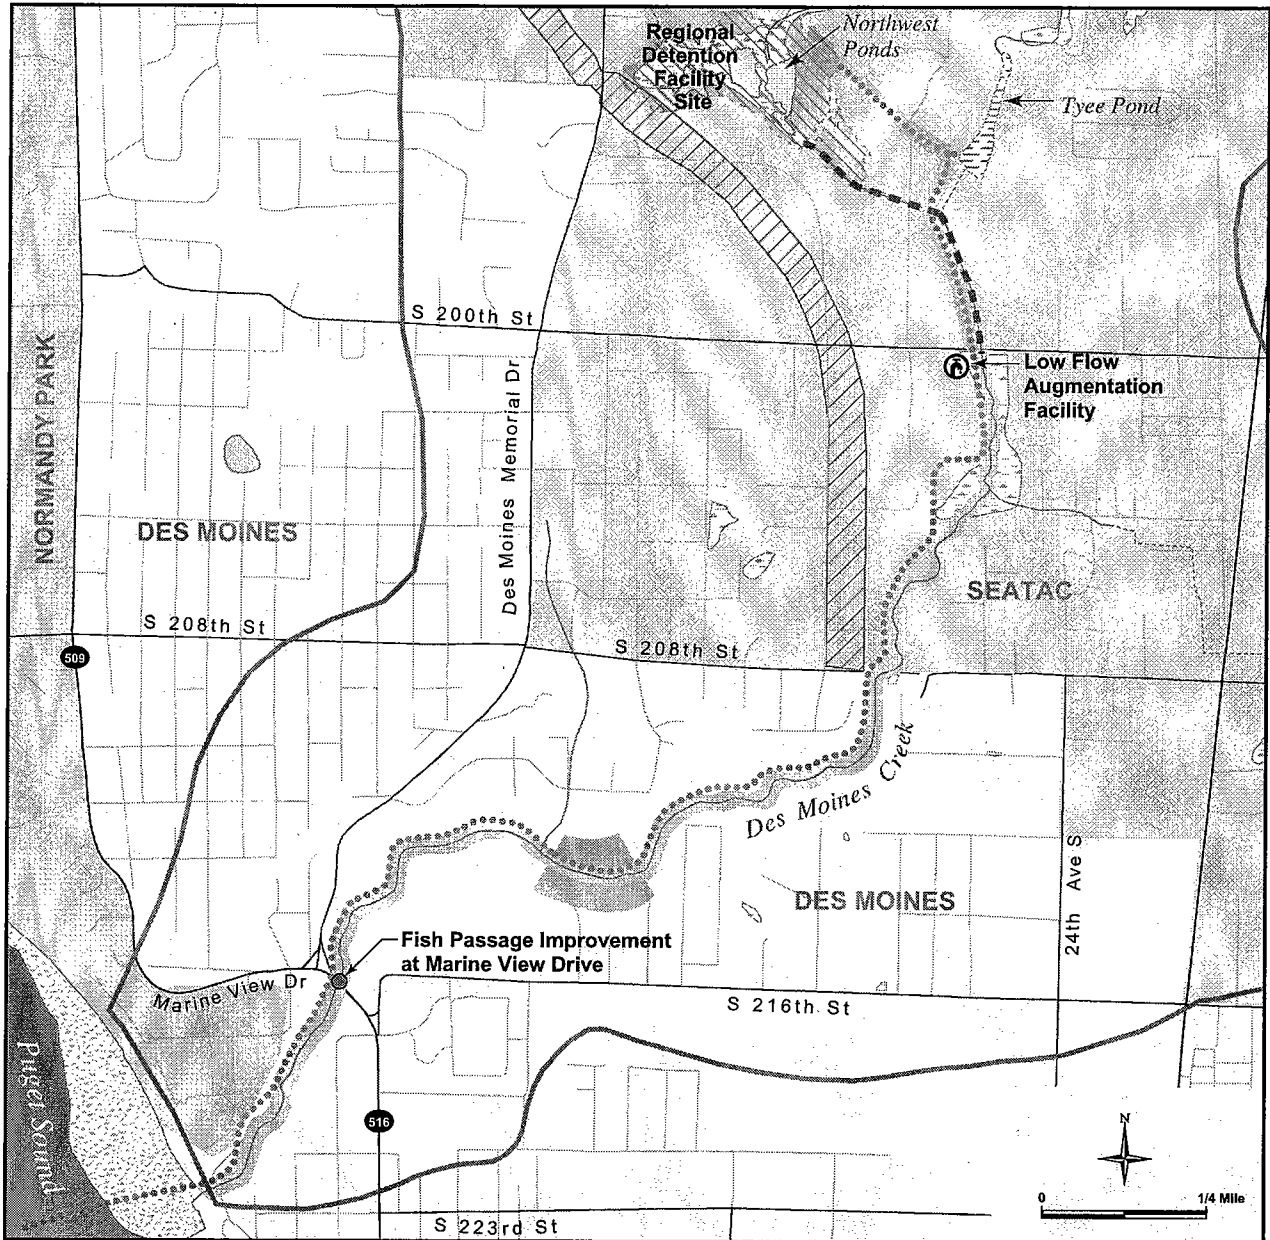 Regional
Detention
Facility
Site
Northwest
Ponds
Tyee Pond
S 200th St
NORMANDY PARK
Des Moines Memorial Dr
Low Flow
Augmentation
Facility
DES MOINES
SEATAC
S 208th St
S 208th St
509
Des Moines Creek
24th Ave S
DES MOINES
Fish Passage Improvement
at Marine View Drive
Marine View Dr
S 216th St
Puget Sound
516
N
0 1/4 Mile
S 223rd St